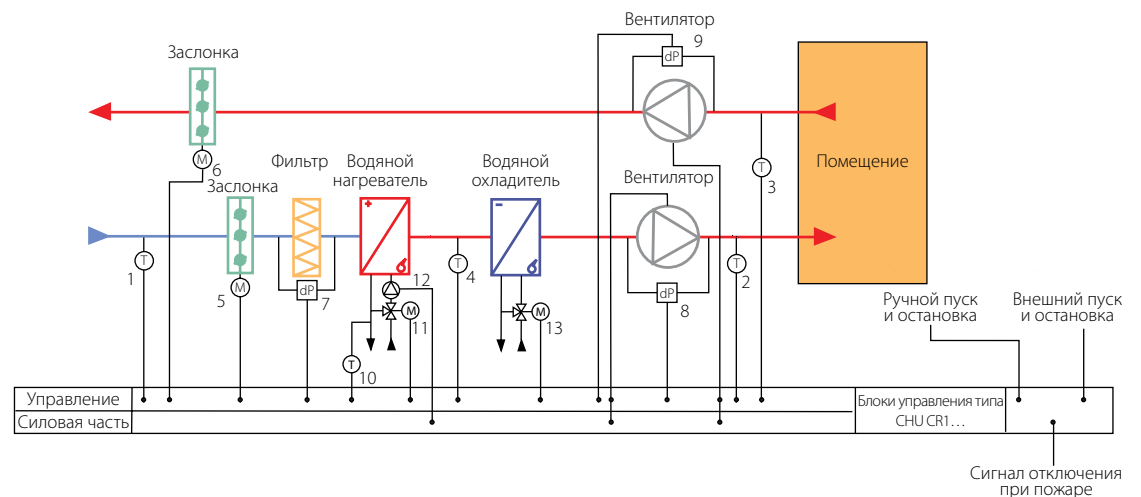 Вентилятор
9
dP
Заслонка
M
6
Фильтр
Водяной
нагреватель
Водяной
охладитель
Вентилятор
T
3
Помещение
Заслонка
T
1
M
5
dP
7
12
M
11
T
10
T
4
M
13
dP
8
T
2
Ручной пуск
и остановка
Внешний пуск
и остановка
Управление
Силовая часть
Блоки управления типа
CHU CR1…
Сигнал отключения
при пожаре